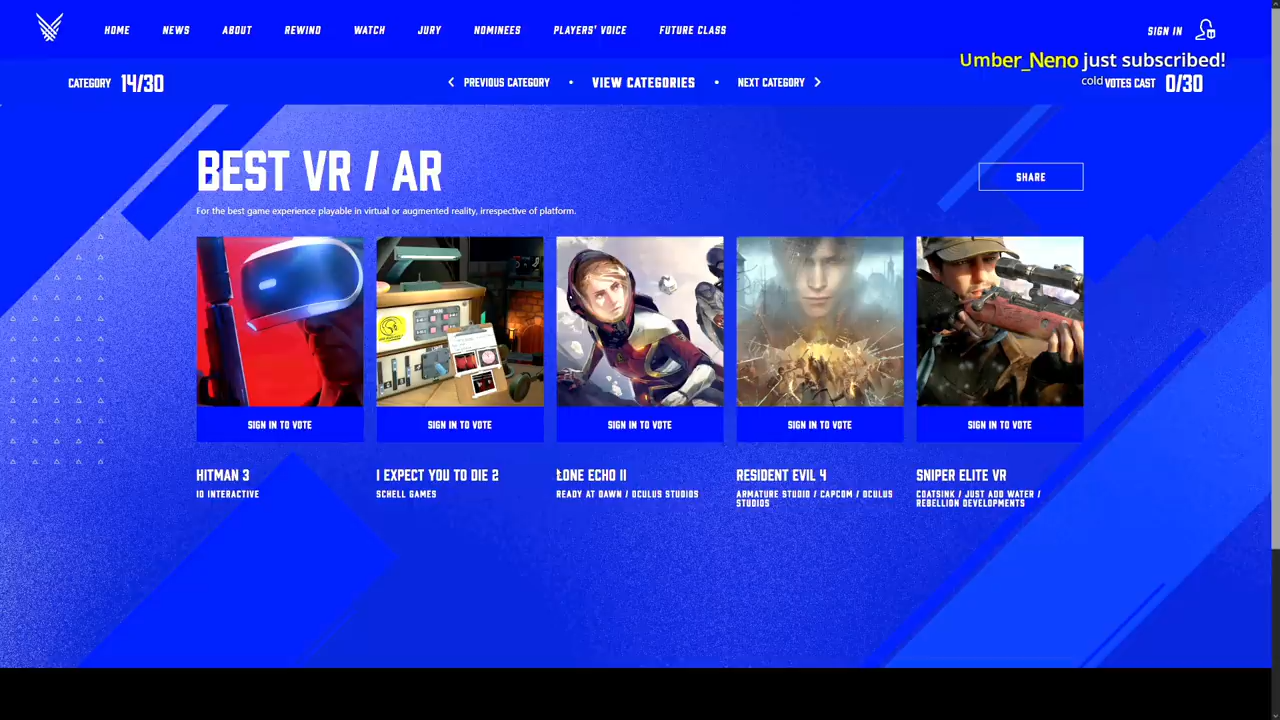 HOME NEWS ABOUT REWIND WATCH JURY NOMINEES PLAYERS' VOICE FUTURE CLASS SIGN IN
Umber_Neno just subscribed!
CATEGORY 14/30 PREVIOUS CATEGORY • VIEW CATEGORIES • NEXT CATEGORY cold VOTES CAST 0/30
BEST VR / AR
SHARE
For the best game experience playable in virtual or augmented reality, irrespective of platform.
SIGN IN TO VOTE SIGN IN TO VOTE SIGN IN TO VOTE SIGN IN TO VOTE SIGN IN TO VOTE
HITMAN 3 I EXPECT YOU TO DIE 2 LONE ECHO II RESIDENT EVIL 4 SNIPER ELITE VR
IO INTERACTIVE SCHELL GAMES READY AT DAWN / OCULUS STUDIOS ARMATURE STUDIO / CAPCOM / OCULUS COATSINK / JUST ADD WATER /
STUDIOS REBELLION DEVELOPMENTS